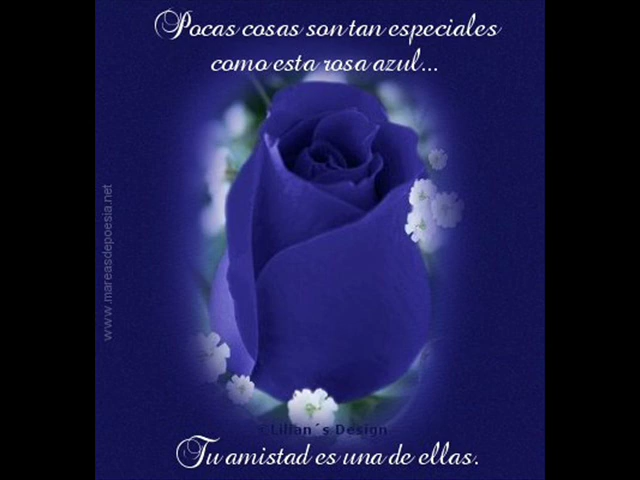 Pocas cosas son tan especiales
como esta rosa azul...
www.mareasdepoesia.net
Lilian´s Design
Tu amistad es una de ellas.